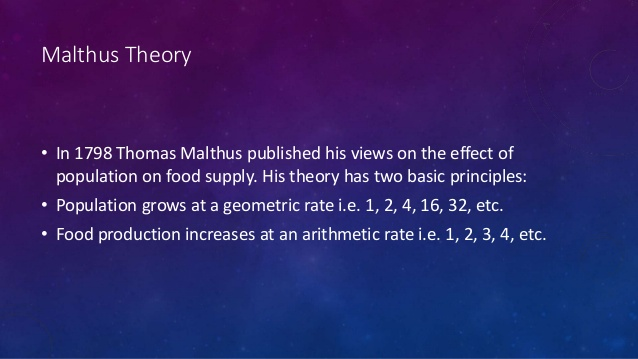 Malthus Theory
• In 1798 Thomas Malthus published his views on the effect of
population on food supply. His theory has two basic principles:
• Population grows at a geometric rate i.e. 1, 2, 4, 16, 32, etc.
• Food production increases at an arithmetic rate i.e. 1, 2, 3, 4, etc.